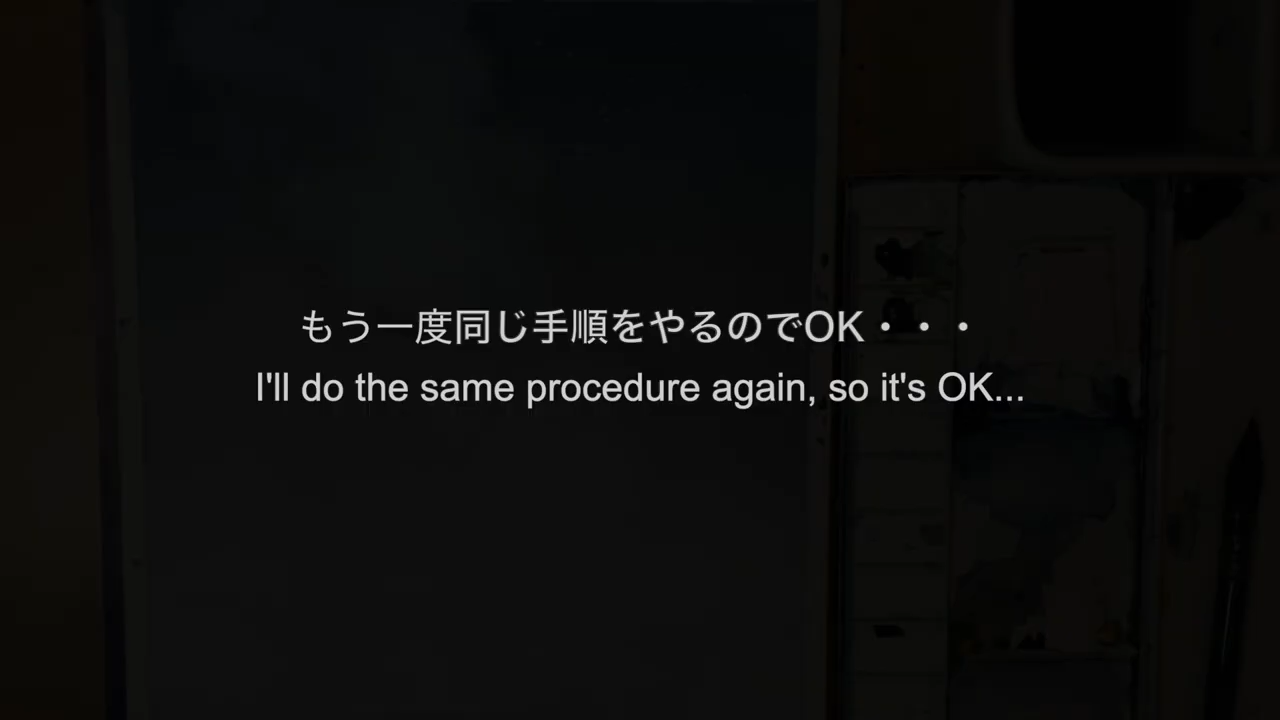 もう一度同じ手順をやるのでOK・・・
I'll do the same procedure again, so it's OK...